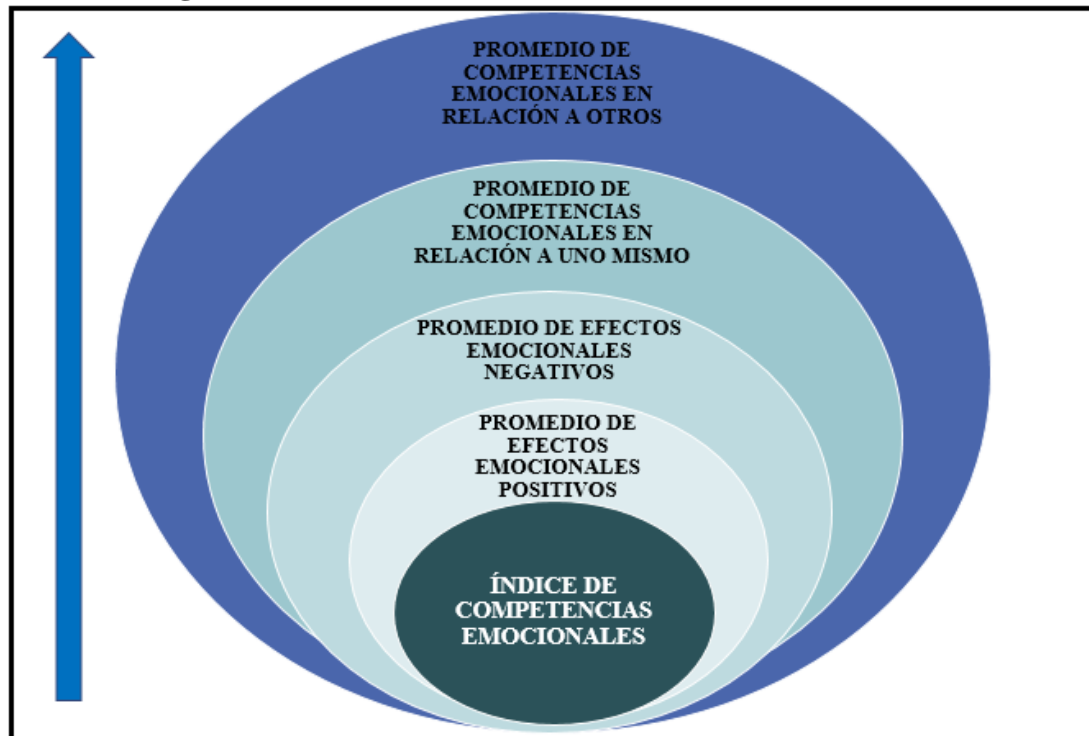 PROMEDIO DE
COMPETENCIAS
EMOCIONALES EN
RELACIÓN A OTROS
PROMEDIO DE
COMPETENCIAS
EMOCIONALES EN
RELACIÓN A UNO MISMO
PROMEDIO DE EFECTOS
EMOCIONALES
NEGATIVOS
PROMEDIO DE
EFECTOS
EMOCIONALES
POSITIVOS
ÍNDICE DE
COMPETENCIAS
EMOCIONALES